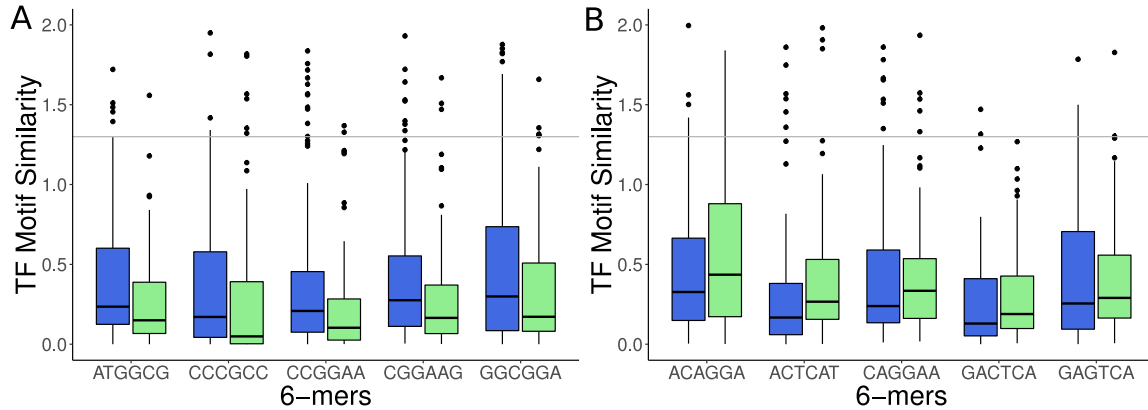 A
TF Motif Similarity
2.0
1.5
1.0
0.5
0.0
ATGGCG CCCGCC CCGGAA CGGAAG GGCGGA
6−mers
B
TF Motif Similarity
2.0
1.5
1.0
0.5
0.0
ACAGGA ACTCAT CAGGAA GACTCA GAGTCA
6−mers